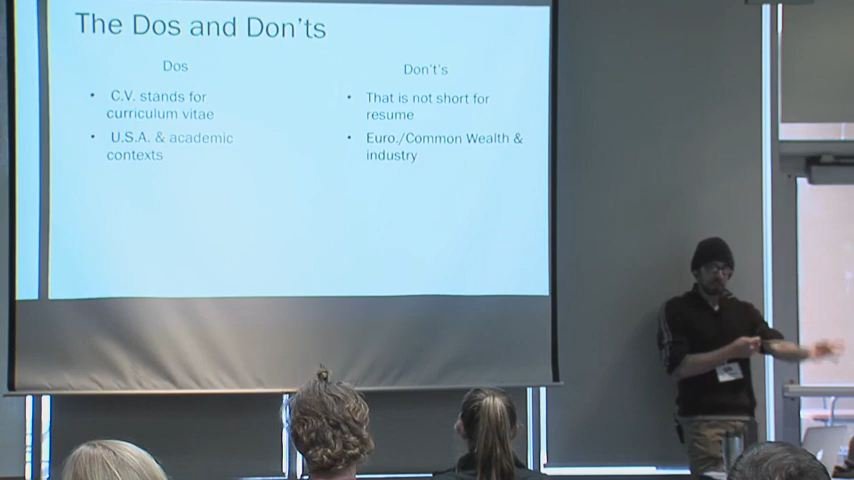 The Dos and Don'ts
Dos
• C.V. stands for
curriculum vitae
• U.S.A. & academic
contexts
Don't's
• That is not short for
resume
• Euro./Common Wealth &
industry